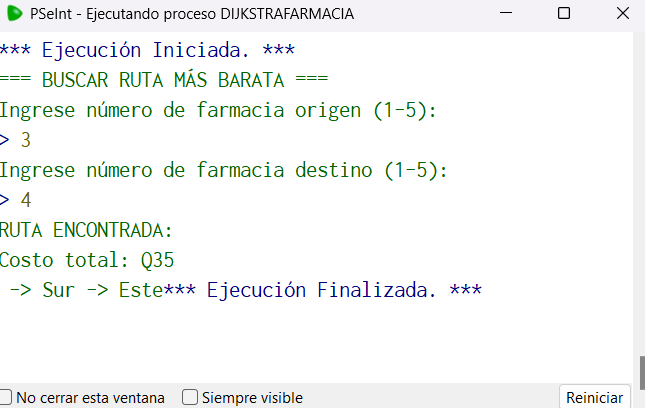 PSeInt - Ejecutando proceso DIJKSTRAFARMACIA
*** Ejecución Iniciada. ***
=== BUSCAR RUTA MÁS BARATA ===
Ingrese número de farmacia origen (1-5):
> 3
Ingrese número de farmacia destino (1-5):
> 4
RUTA ENCONTRADA:
Costo total: Q35
-> Sur -> Este*** Ejecución Finalizada. ***
No cerrar esta ventana Siempre visible Reiniciar